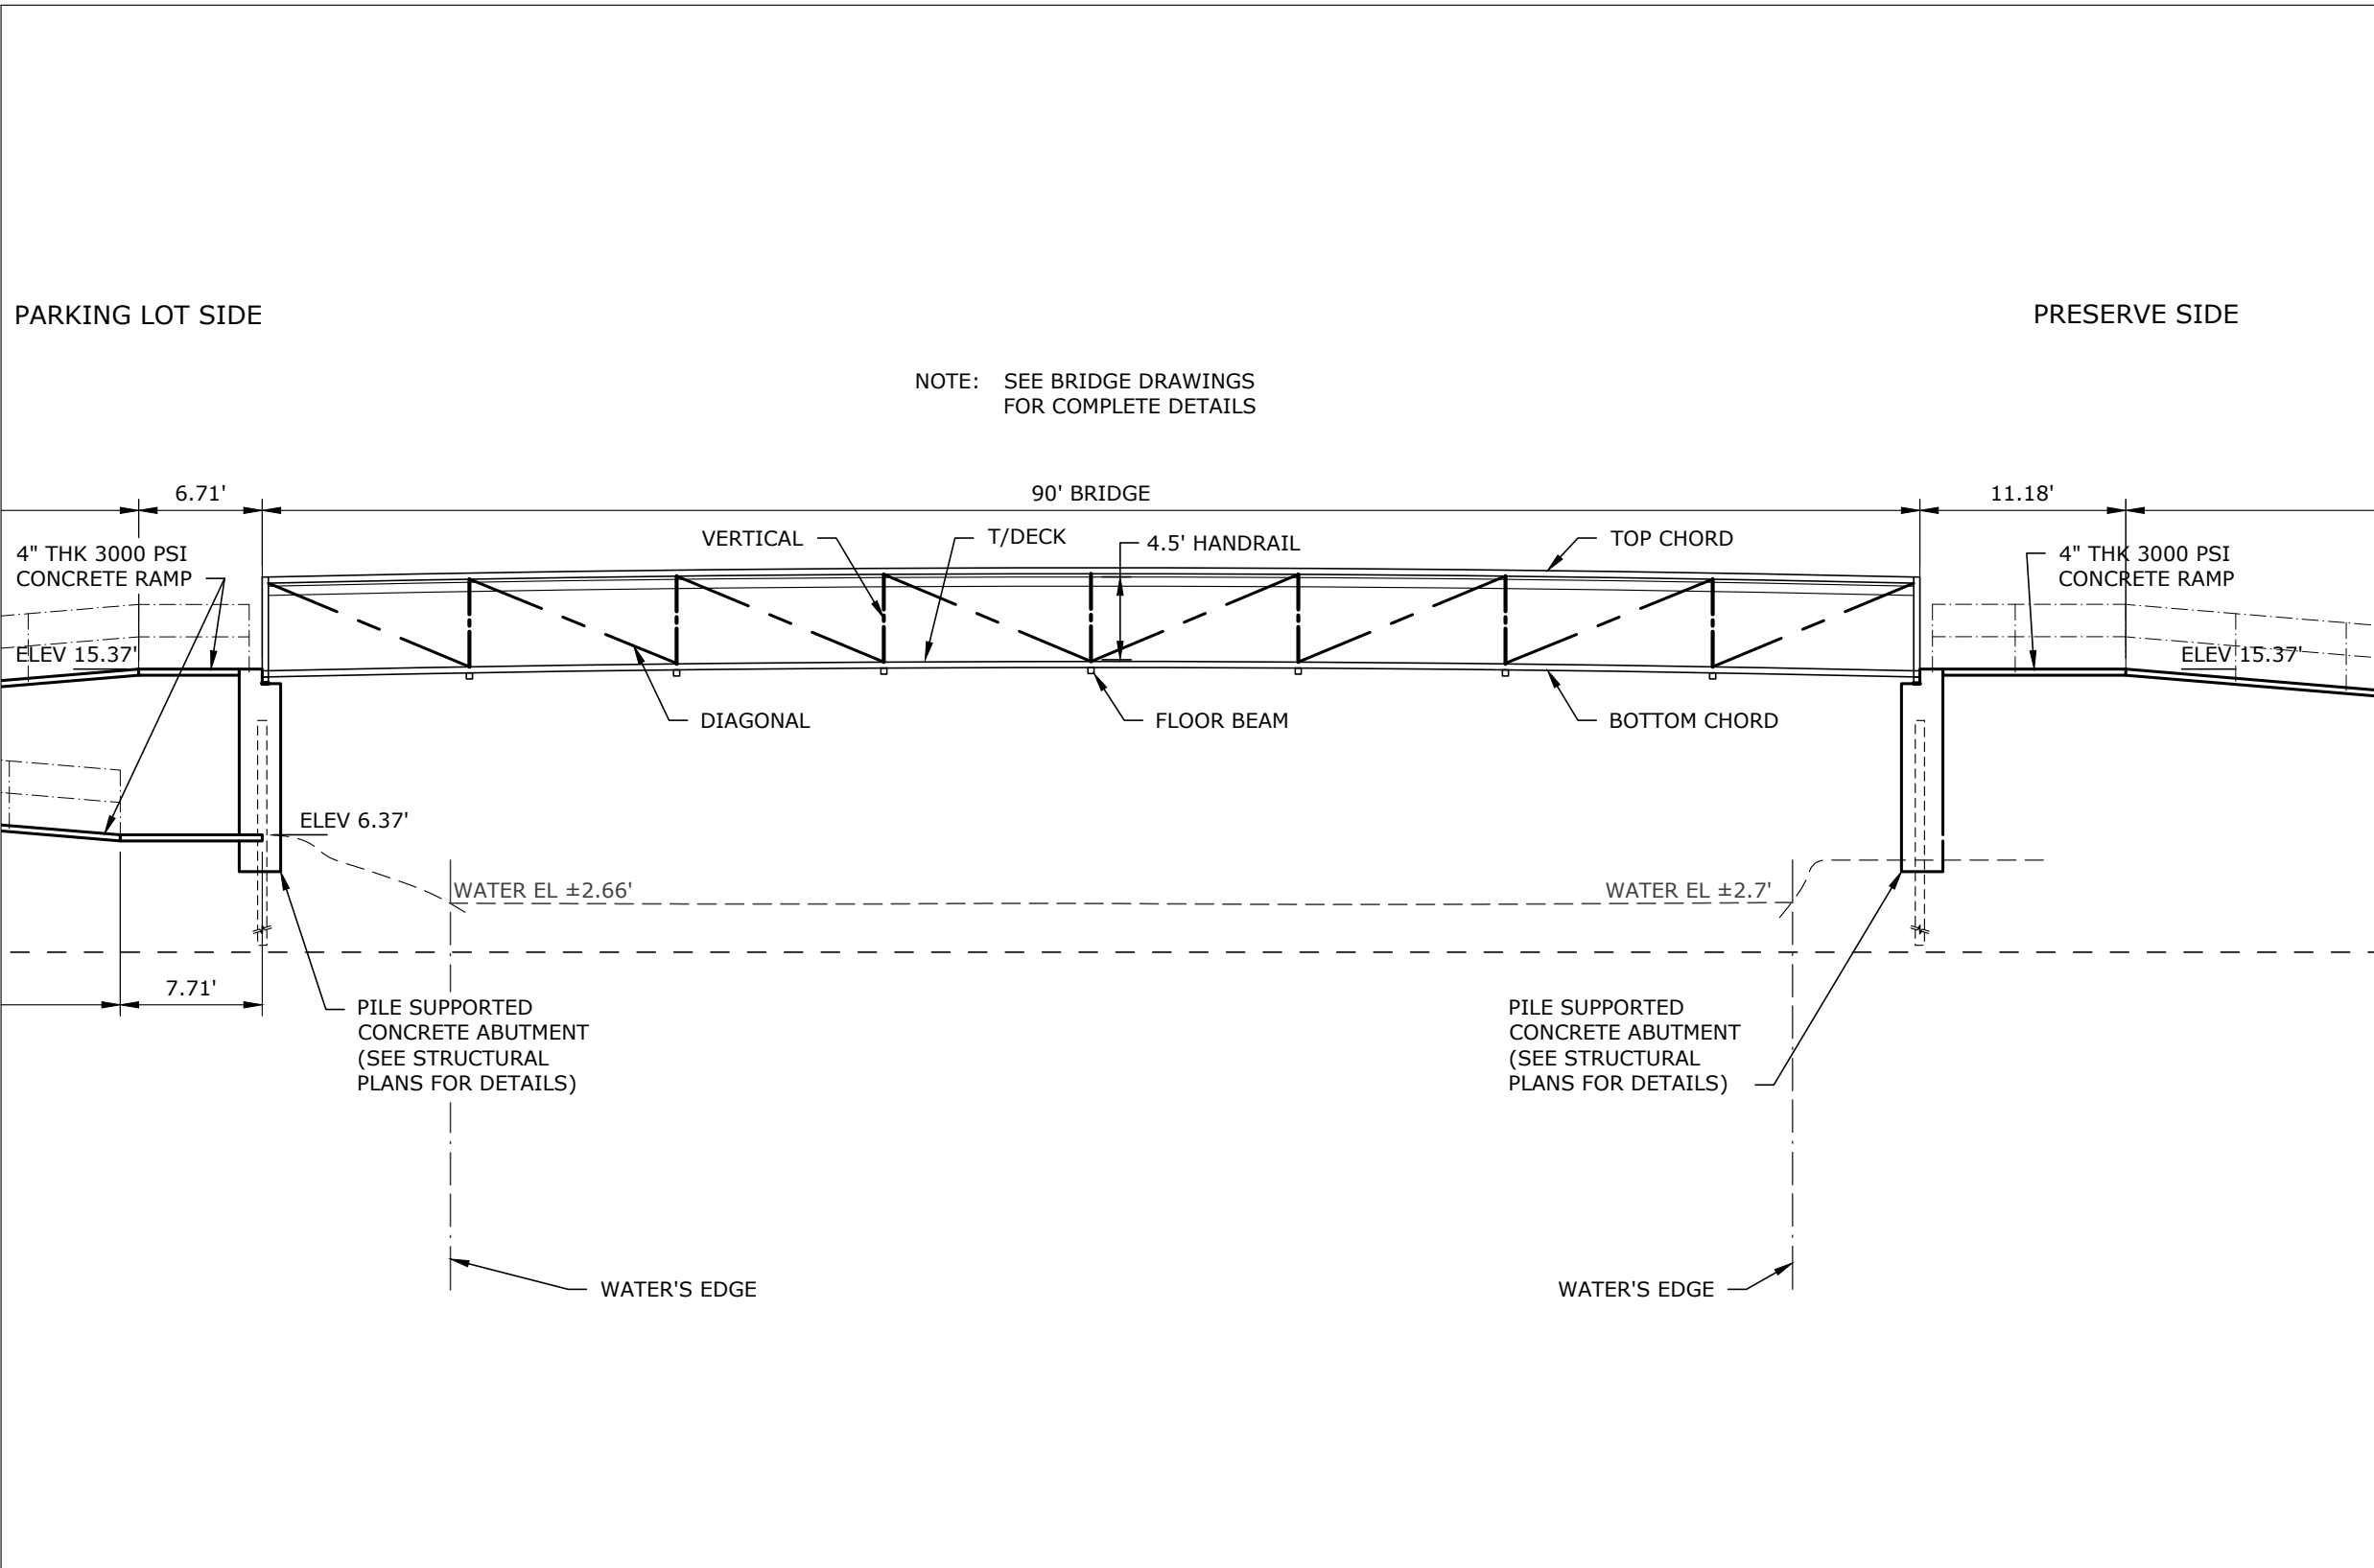 PARKING LOT SIDE
PRESERVE SIDE
NOTE: SEE BRIDGE DRAWINGS
FOR COMPLETE DETAILS
6.71'
90' BRIDGE
11.18'
VERTICAL
T/DECK
4.5' HANDRAIL
TOP CHORD
4" THK 3000 PSI
CONCRETE RAMP
4" THK 3000 PSI
CONCRETE RAMP
ELEV 15.37'
ELEV 15.37'
DIAGONAL
FLOOR BEAM
BOTTOM CHORD
ELEV 6.37'
WATER EL ±2.66'
WATER EL ±2.7'
7.71'
PILE SUPPORTED
CONCRETE ABUTMENT
(SEE STRUCTURAL
PLANS FOR DETAILS)
PILE SUPPORTED
CONCRETE ABUTMENT
(SEE STRUCTURAL
PLANS FOR DETAILS)
WATER'S EDGE
WATER'S EDGE